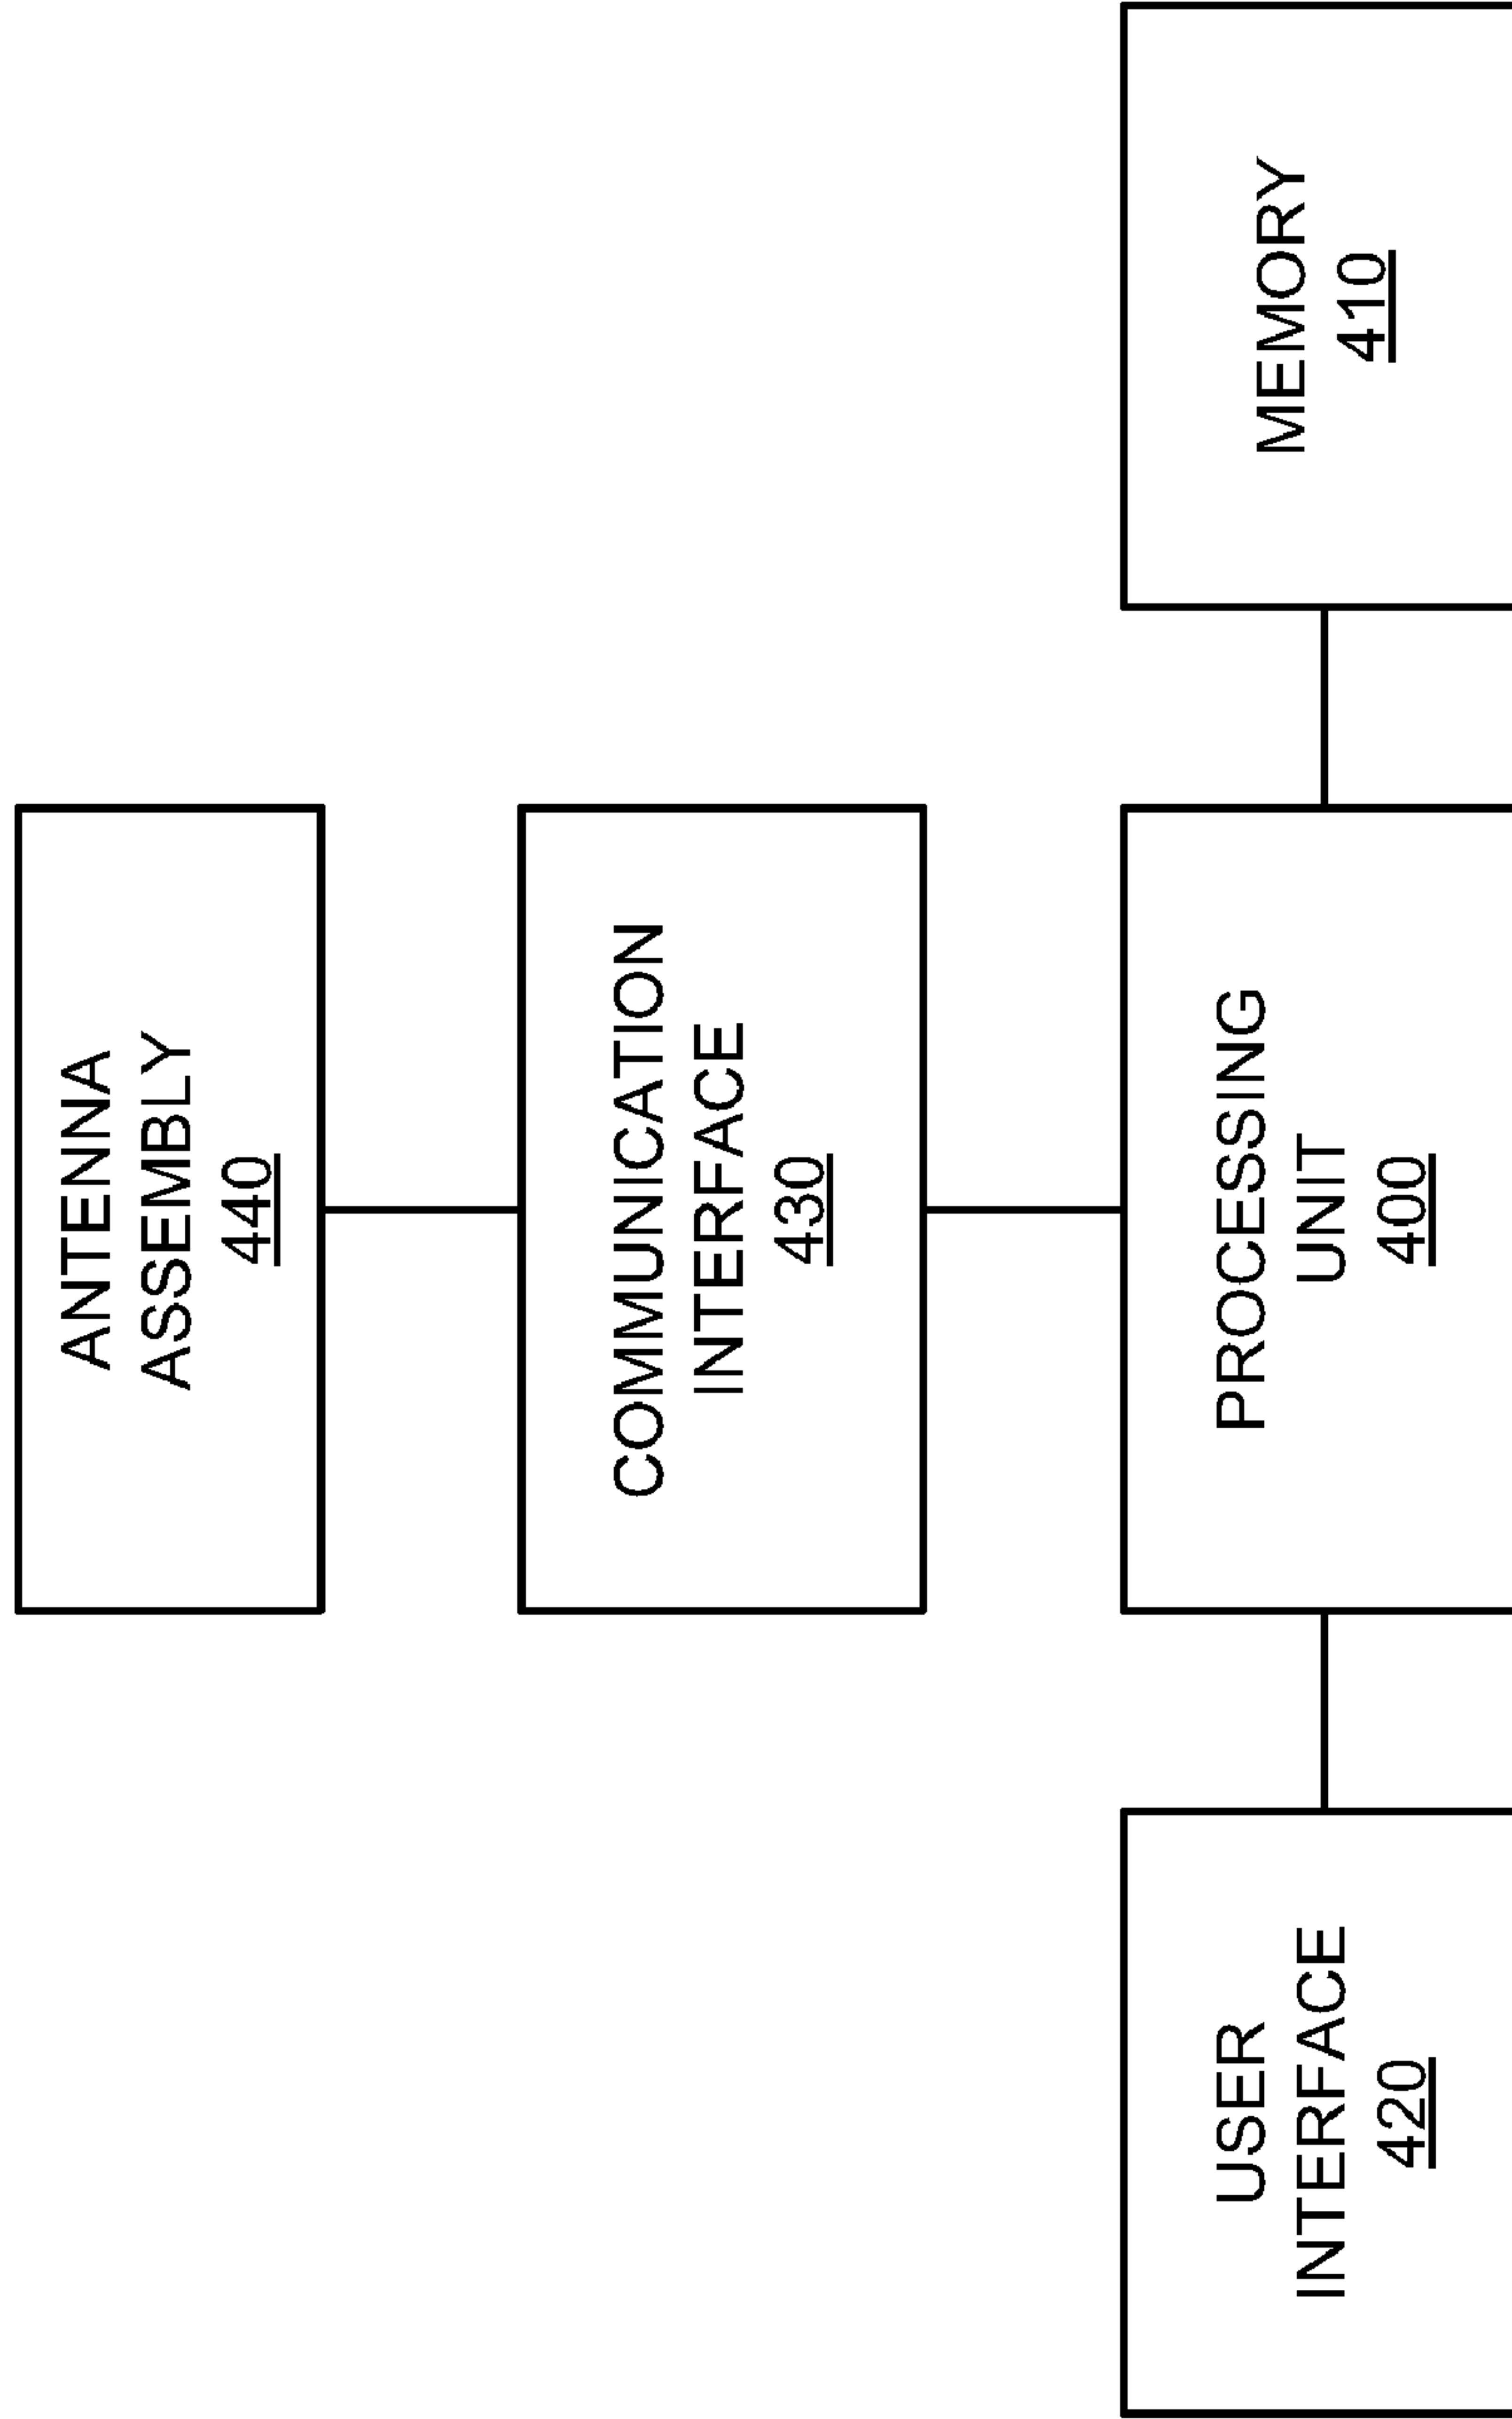 ANTENNA
ASSEMBLY
440
COMMUNICATION
INTERFACE
430
USER
INTERFACE
420
PROCESSING
UNIT
400
MEMORY
410